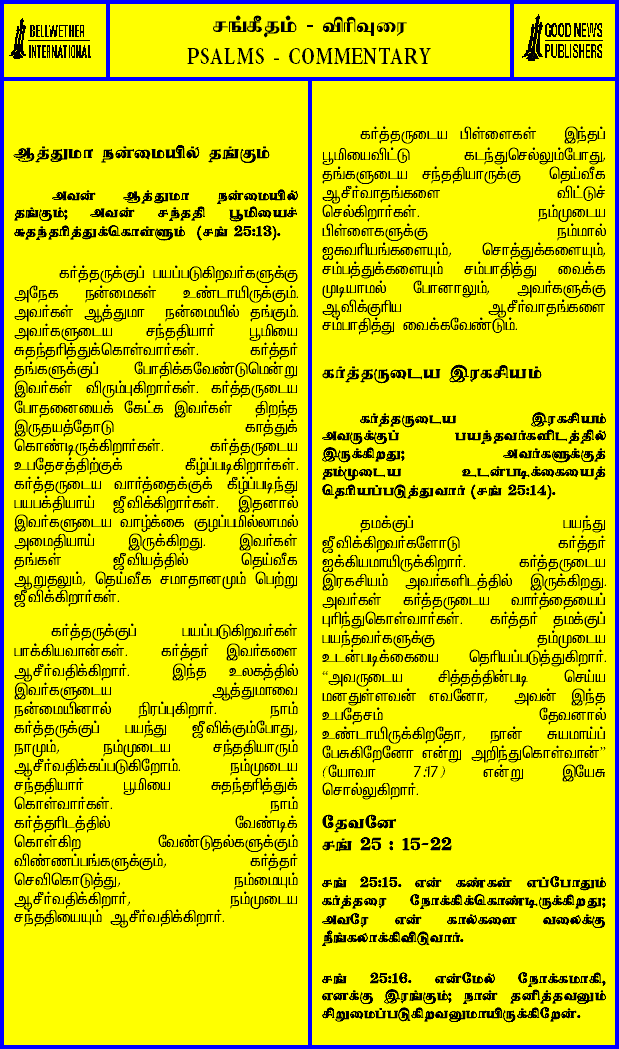 BELLWETHER
INTERNATIONAL
சங்கீதம் - விரிவுரை
PSALMS - COMMENTARY
GOOD NEWS
PUBLISHERS
ஆத்துமா நன்மையில் தங்கும்
அவன் ஆத்துமா நன்மையில்
தங்கும்; அவன் சந்ததி பூமியைச்
சுதந்தரித்துக்கொள்ளும் (சங் 25:13).
கர்த்தருக்குப் பயப்படுகிறவர்களுக்கு
அநேக நன்மைகள் உண்டாயிருக்கும்.
அவர்கள் ஆத்துமா நன்மையில் தங்கும்.
அவர்களுடைய சந்ததியார் பூமியை
சுதந்தரித்துக்கொள்வார்கள். கர்த்தர்
தங்களுக்குப் போதிக்கவேண்டுமென்று
இவர்கள் விரும்புகிறார்கள். கர்த்தருடைய
போதனையைக் கேட்க இவர்கள் திறந்த
இருதயத்தோடு காத்துக்
கொண்டிருக்கிறார்கள். கர்த்தருடைய
உபதேசத்திற்குக் கீழ்ப்படிகிறார்கள்.
கர்த்தருடைய வார்த்தைக்குக் கீழ்படிந்து
பயபக்தியாய் ஜீவிக்கிறார்கள். இதனால்
இவர்களுடைய வாழ்க்கை குழப்பமில்லாமல்
அமைதியாய் இருக்கிறது. இவர்கள்
தங்கள் ஜீவியத்தில் தெய்வீக
ஆறுதலும், தெய்வீக சமாதானமும் பெற்று
ஜீவிக்கிறார்கள்.
கர்த்தருக்குப் பயப்படுகிறவர்கள்
பாக்கியவான்கள். கர்த்தர் இவர்களை
ஆசீர்வதிக்கிறார். இந்த உலகத்தில்
இவர்களுடைய ஆத்துமாவை
நன்மையினால் நிரப்புகிறார். நாம்
கர்த்தருக்குப் பயந்து ஜீவிக்கும்போது,
நாமும், நம்முடைய சந்ததியாரும்
ஆசீர்வதிக்கப்படுகிறோம். நம்முடைய
சந்ததியார் பூமியை சுதந்தரித்துக்
கொள்வார்கள். நாம்
கர்த்தரிடத்தில் வேண்டிக்
கொள்கிற வேண்டுதல்களுக்கும்
விண்ணப்பங்களுக்கும், கர்த்தர்
செவிகொடுத்து, நம்மையும்
ஆசீர்வதிக்கிறார், நம்முடைய
சந்ததியையும் ஆசீர்வதிக்கிறார்.
கர்த்தருடைய பிள்ளைகள் இந்தப்
பூமியைவிட்டு கடந்துசெல்லும்போது,
தங்களுடைய சந்ததியாருக்கு தெய்வீக
ஆசீர்வாதங்களை விட்டுச்
செல்கிறார்கள். நம்முடைய
பிள்ளைகளுக்கு நம்மால்
ஐசுவரியங்களையும், சொத்துக்களையும்,
சம்பத்துக்களையும் சம்பாதித்து வைக்க
முடியாமல் போனாலும், அவர்களுக்கு
ஆவிக்குரிய ஆசீர்வாதங்களை
சம்பாதித்து வைக்கவேண்டும்.
கர்த்தருடைய இரகசியம்
கர்த்தருடைய இரகசியம்
அவருக்குப் பயந்தவர்களிடத்தில்
இருக்கிறது; அவர்களுக்குத்
தம்முடைய உடன்படிக்கையைத்
தெரியப்படுத்துவார் (சங் 25:14).
தமக்குப் பயந்து
ஜீவிக்கிறவர்களோடு கர்த்தர்
ஐக்கியமாயிருக்கிறார். கர்த்தருடைய
இரகசியம் அவர்களிடத்தில் இருக்கிறது.
அவர்கள் கர்த்தருடைய வார்த்தையைப்
புரிந்துகொள்வார்கள். கர்த்தர் தமக்குப்
பயந்தவர்களுக்கு தம்முடைய
உடன்படிக்கையை தெரியப்படுத்துகிறார்.
“அவருடைய சித்தத்தின்படி செய்ய
மனதுள்ளவன் எவனோ, அவன் இந்த
உபதேசம் தேவனால்
உண்டாயிருக்கிறதோ, நான் சுயமாய்ப்
பேசுகிறேனோ என்று அறிந்துகொள்வான்”
(யோவா 7:17) என்று இயேசு
சொல்லுகிறார்.
தேவனே
சங் 25 : 15-22
சங் 25:15. என் கண்கள் எப்போதும்
கர்த்தரை நோக்கிக்கொண்டிருக்கிறது;
அவரே என் கால்களை வலைக்கு
நீங்கலாக்கிவிடுவார்.
சங் 25:16. என்மேல் நோக்கமாகி,
எனக்கு இரங்கும்; நான் தனித்தவனும்
சிறுமைப்படுகிறவனுமாயிருக்கிறேன்.